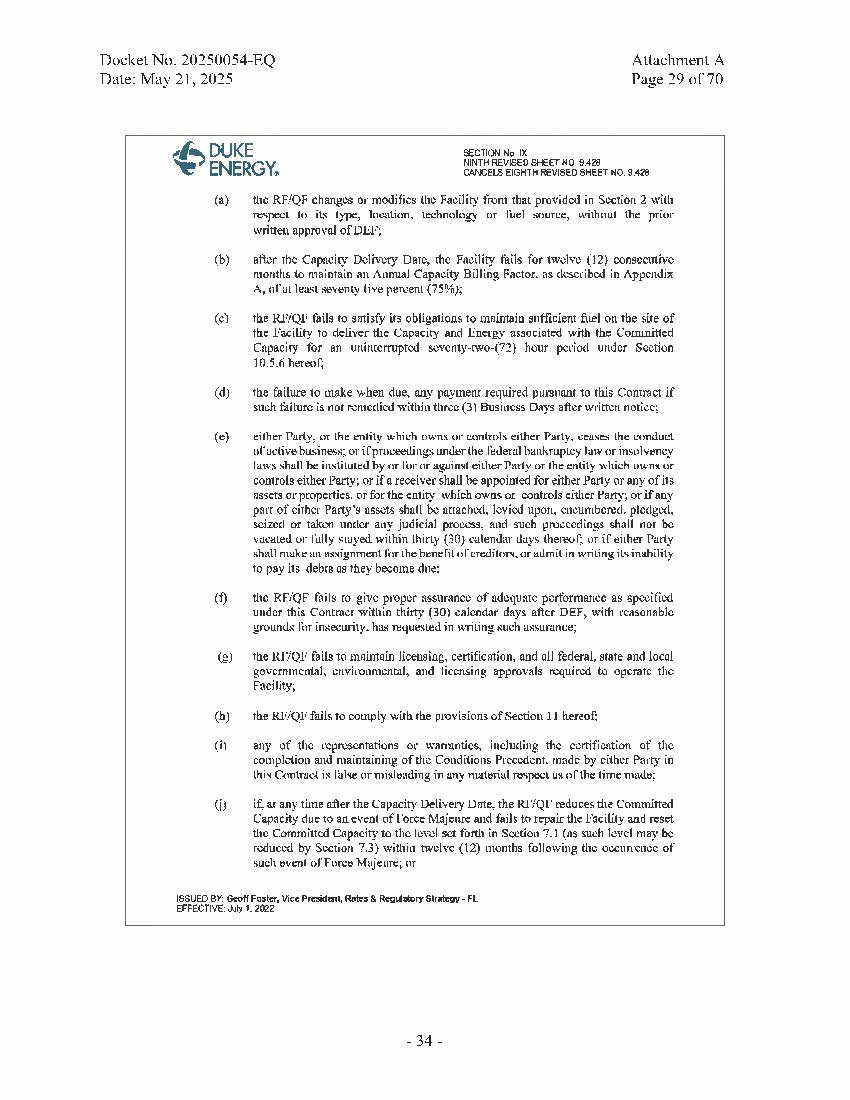 Docket No. 20250054-EQ
Attachment A
Date: May 21, 2025
Page 29 of 70
DUKE
ENERGY®
SECTION No. IX
NINTH REVISED SHEET NO. 9.428
CANCELS EIGHTH REVISED SHEET NO. 9.428
(a) the RF/QF changes or modifies the Facility from that provided in Section 2 with
respect to its type, location, technology or fuel source, without the prior
written approval of DEF;
(b) after the Capacity Delivery Date, the Facility fails for twelve (12) consecutive
months to maintain an Annual Capacity Billing Factor, as described in Appendix
A, of at least seventy five percent (75%);
(c) the RF/QF fails to satisfy its obligations to maintain sufficient fuel on the site of
the Facility to deliver the Capacity and Energy associated with the Committed
Capacity for an uninterrupted seventy-two-(72) hour period under Section
10.5.6 hereof;
(d) the failure to make when due, any payment required pursuant to this Contract if
such failure is not remedied within three (3) Business Days after written notice;
(e) either Party, or the entity which owns or controls either Party, ceases the conduct
of active business; or if proceedings under the federal bankruptcy law or insolvency
laws shall be instituted by or for or against either Party or the entity which owns or
controls either Party; or if a receiver shall be appointed for either Party or any of its
assets or properties, or for the entity which owns or controls either Party; or if any
part of either Party's assets shall be attached, levied upon, encumbered, pledged,
seized or taken under any judicial process, and such proceedings shall not be
vacated or fully stayed within thirty (30) calendar days thereof; or if either Party
shall make an assignment for the benefit of creditors, or admit in writing its inability
to pay its debts as they become due;
(f) the RF/QF fails to give proper assurance of adequate performance as specified
under this Contract within thirty (30) calendar days after DEF, with reasonable
grounds for insecurity, has requested in writing such assurance;
(g) the RF/QF fails to maintain licensing, certification, and all federal, state and local
governmental, environmental, and licensing approvals required to operate the
Facility;
(h) the RF/QF fails to comply with the provisions of Section 11 hereof;
(i) any of the representations or warranties, including the certification of the
completion and maintaining of the Conditions Precedent, made by either Party in
this Contract is false or misleading in any material respect as of the time made;
(j) if, at any time after the Capacity Delivery Date, the RF/QF reduces the Committed
Capacity due to an event of Force Majeure and fails to repair the Facility and reset
the Committed Capacity to the level set forth in Section 7.1 (as such level may be
reduced by Section 7.3) within twelve (12) months following the occurrence of
such event of Force Majeure; or
ISSUED BY: Geoff Foster, Vice President, Rates & Regulatory Strategy - FL
EFFECTIVE: July 1, 2022
- 34 -